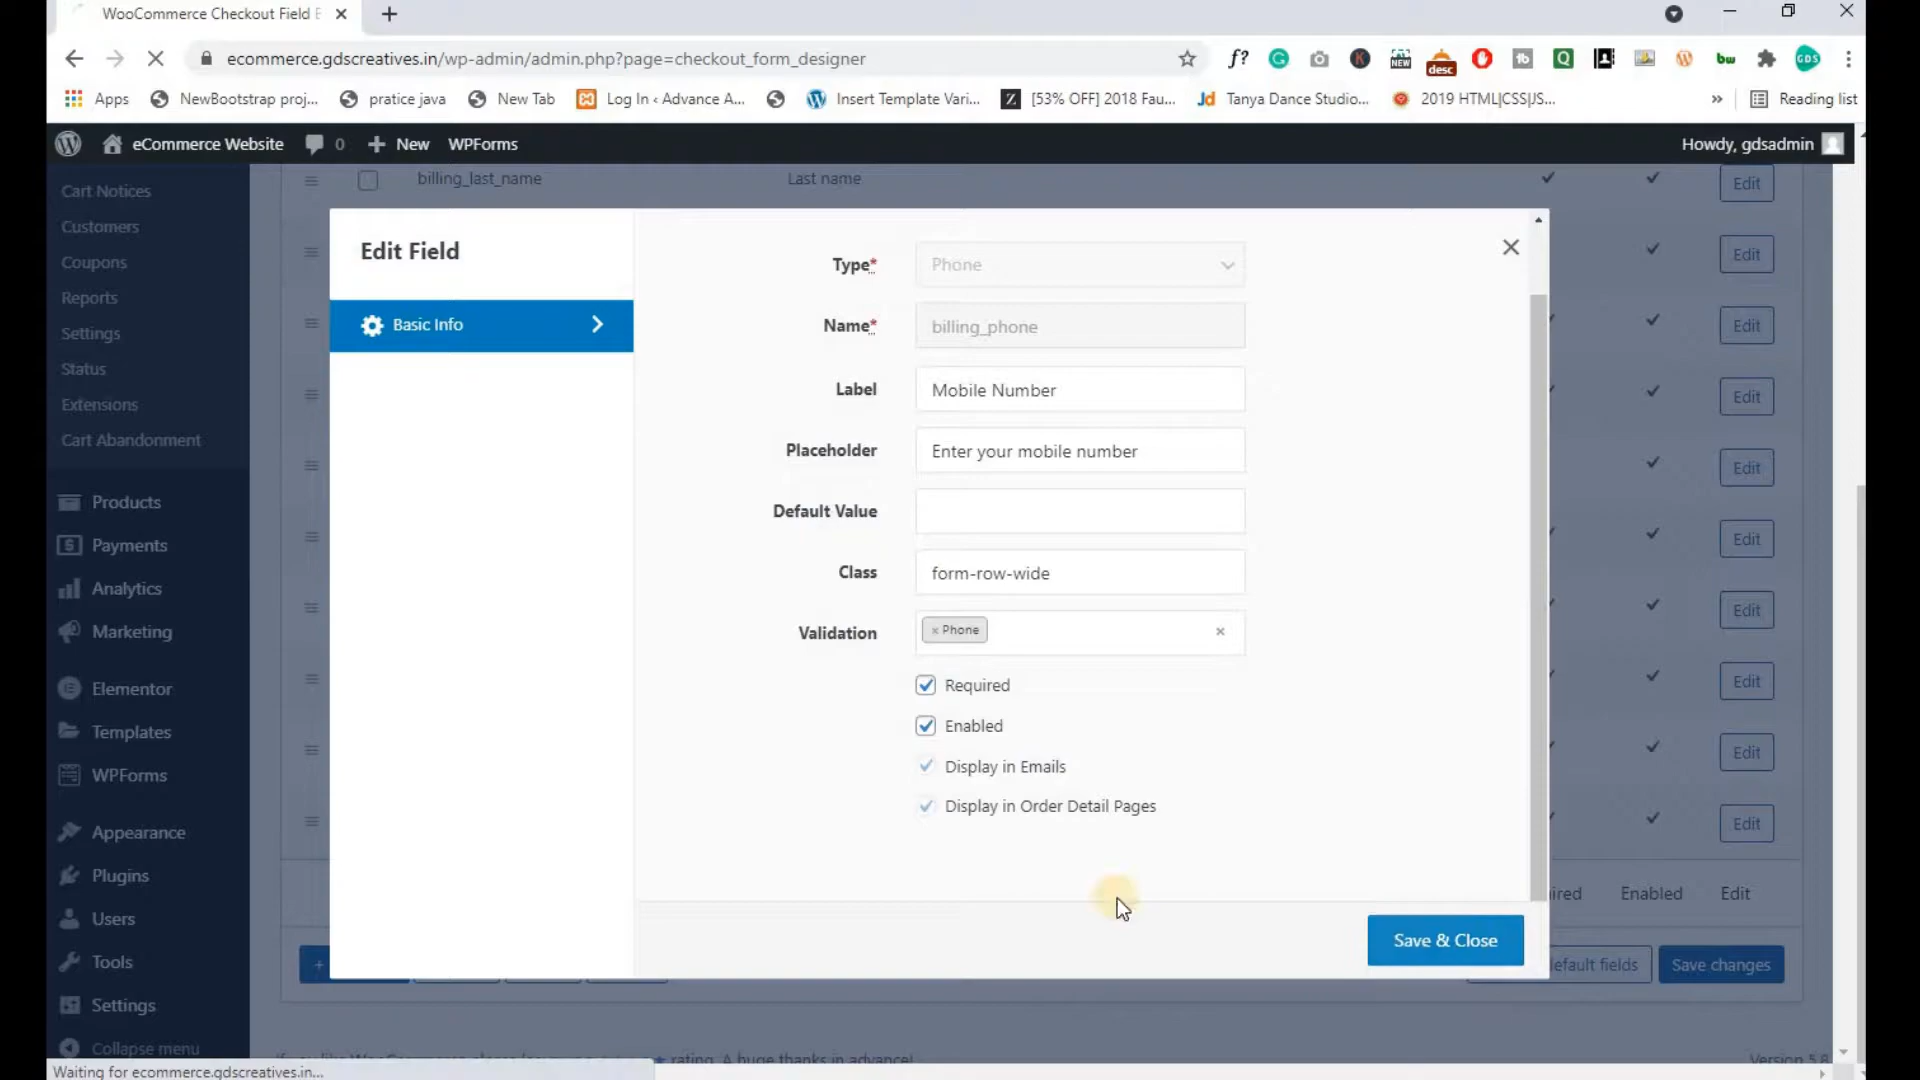 WooCommerce Checkout Field E
ecommerce.gdscreatives.in/wp-admin/admin.php?page=checkout_form_designer
f?
NEW
desc
tb
Q
bw
GDS
Apps
NewBootstrap proj...
pratice java
New Tab
Log In ‹ Advance A...
Insert Template Vari...
[53% OFF] 2018 Fau...
Tanya Dance Studio...
2019 HTML|CSS|JS...
»
Reading list
eCommerce Website
0
New
WPForms
Howdy, gdsadmin
Cart Notices
Customers
Coupons
Reports
Settings
Status
Extensions
Cart Abandonment
Products
Payments
Analytics
Marketing
Elementor
Templates
WPForms
Appearance
Plugins
Users
Tools
Settings
Collapse menu
billing_last_name
Last name
Edit
Edit
Edit
Edit
Edit
Edit
Edit
Edit
Edit
Edit
Edit Field
Basic Info
Type*
Phone
Name*
billing_phone
Label
Mobile Number
Placeholder
Enter your mobile number
Default Value
Class
form-row-wide
Validation
× Phone
×
Required
Enabled
Display in Emails
Display in Order Detail Pages
Save & Close
ired
Enabled
Edit
+
efault fields
Save changes
rating. A huge thanks in advance!
Version 5.8
Waiting for ecommerce.gdscreatives.in...